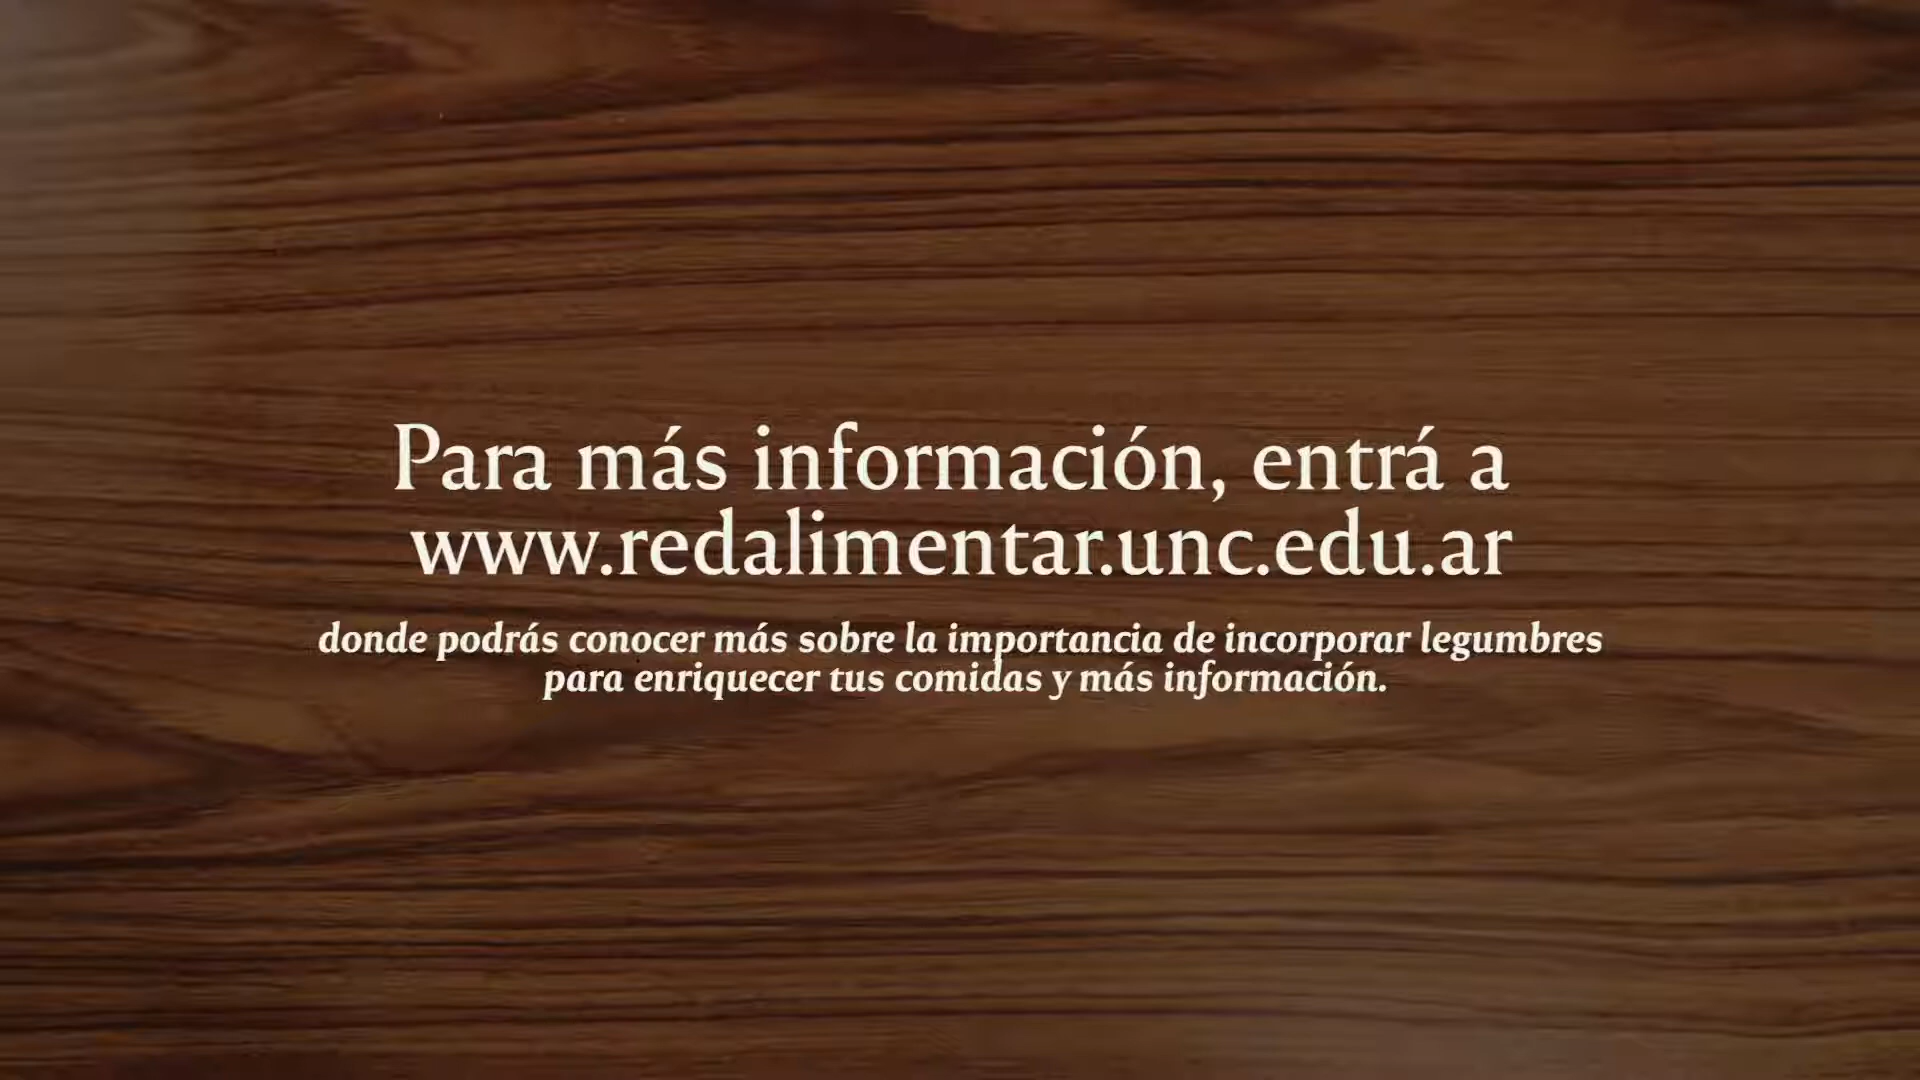 Para más información, entrá a
www.redalimentar.unc.edu.ar
donde podrás conocer más sobre la importancia de incorporar legumbres
para enriquecer tus comidas y más información.